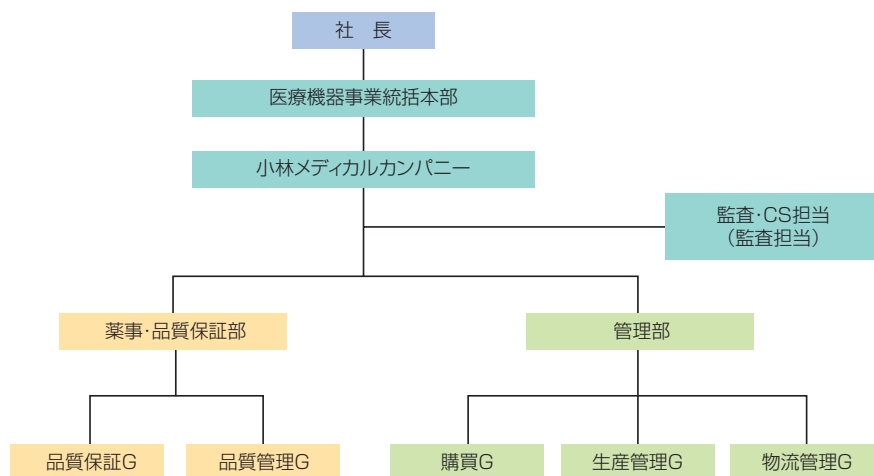 社　長
医療機器事業統括本部
小林メディカルカンパニー
監査・CS担当
（監査担当）
薬事・品質保証部
管理部
品質保証G
品質管理G
購買G
生産管理G
物流管理G